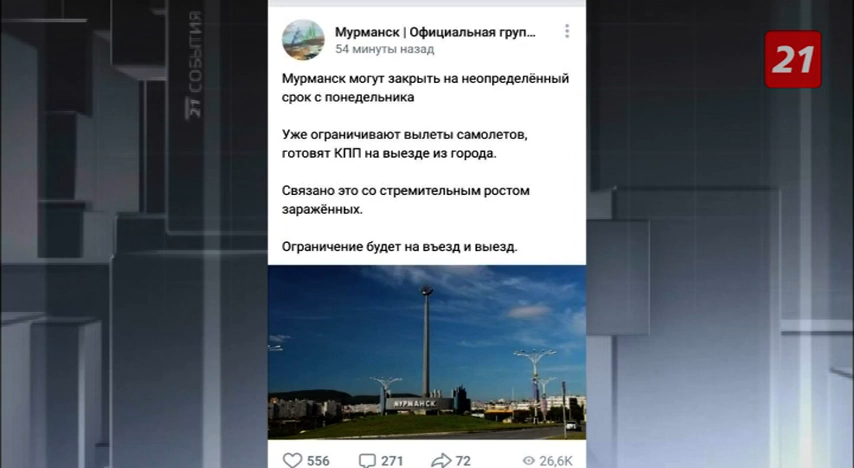 Мурманск | Официальная груп...
54 минуты назад
21
21 СОБЫТИЯ
Мурманск могут закрыть на неопределённый
срок с понедельника
Уже ограничивают вылеты самолетов,
готовят КПП на выезде из города.
Связано это со стремительным ростом
заражённых.
Ограничение будет на въезд и выезд.
МУРМАНСК
556 271 72 26,6K